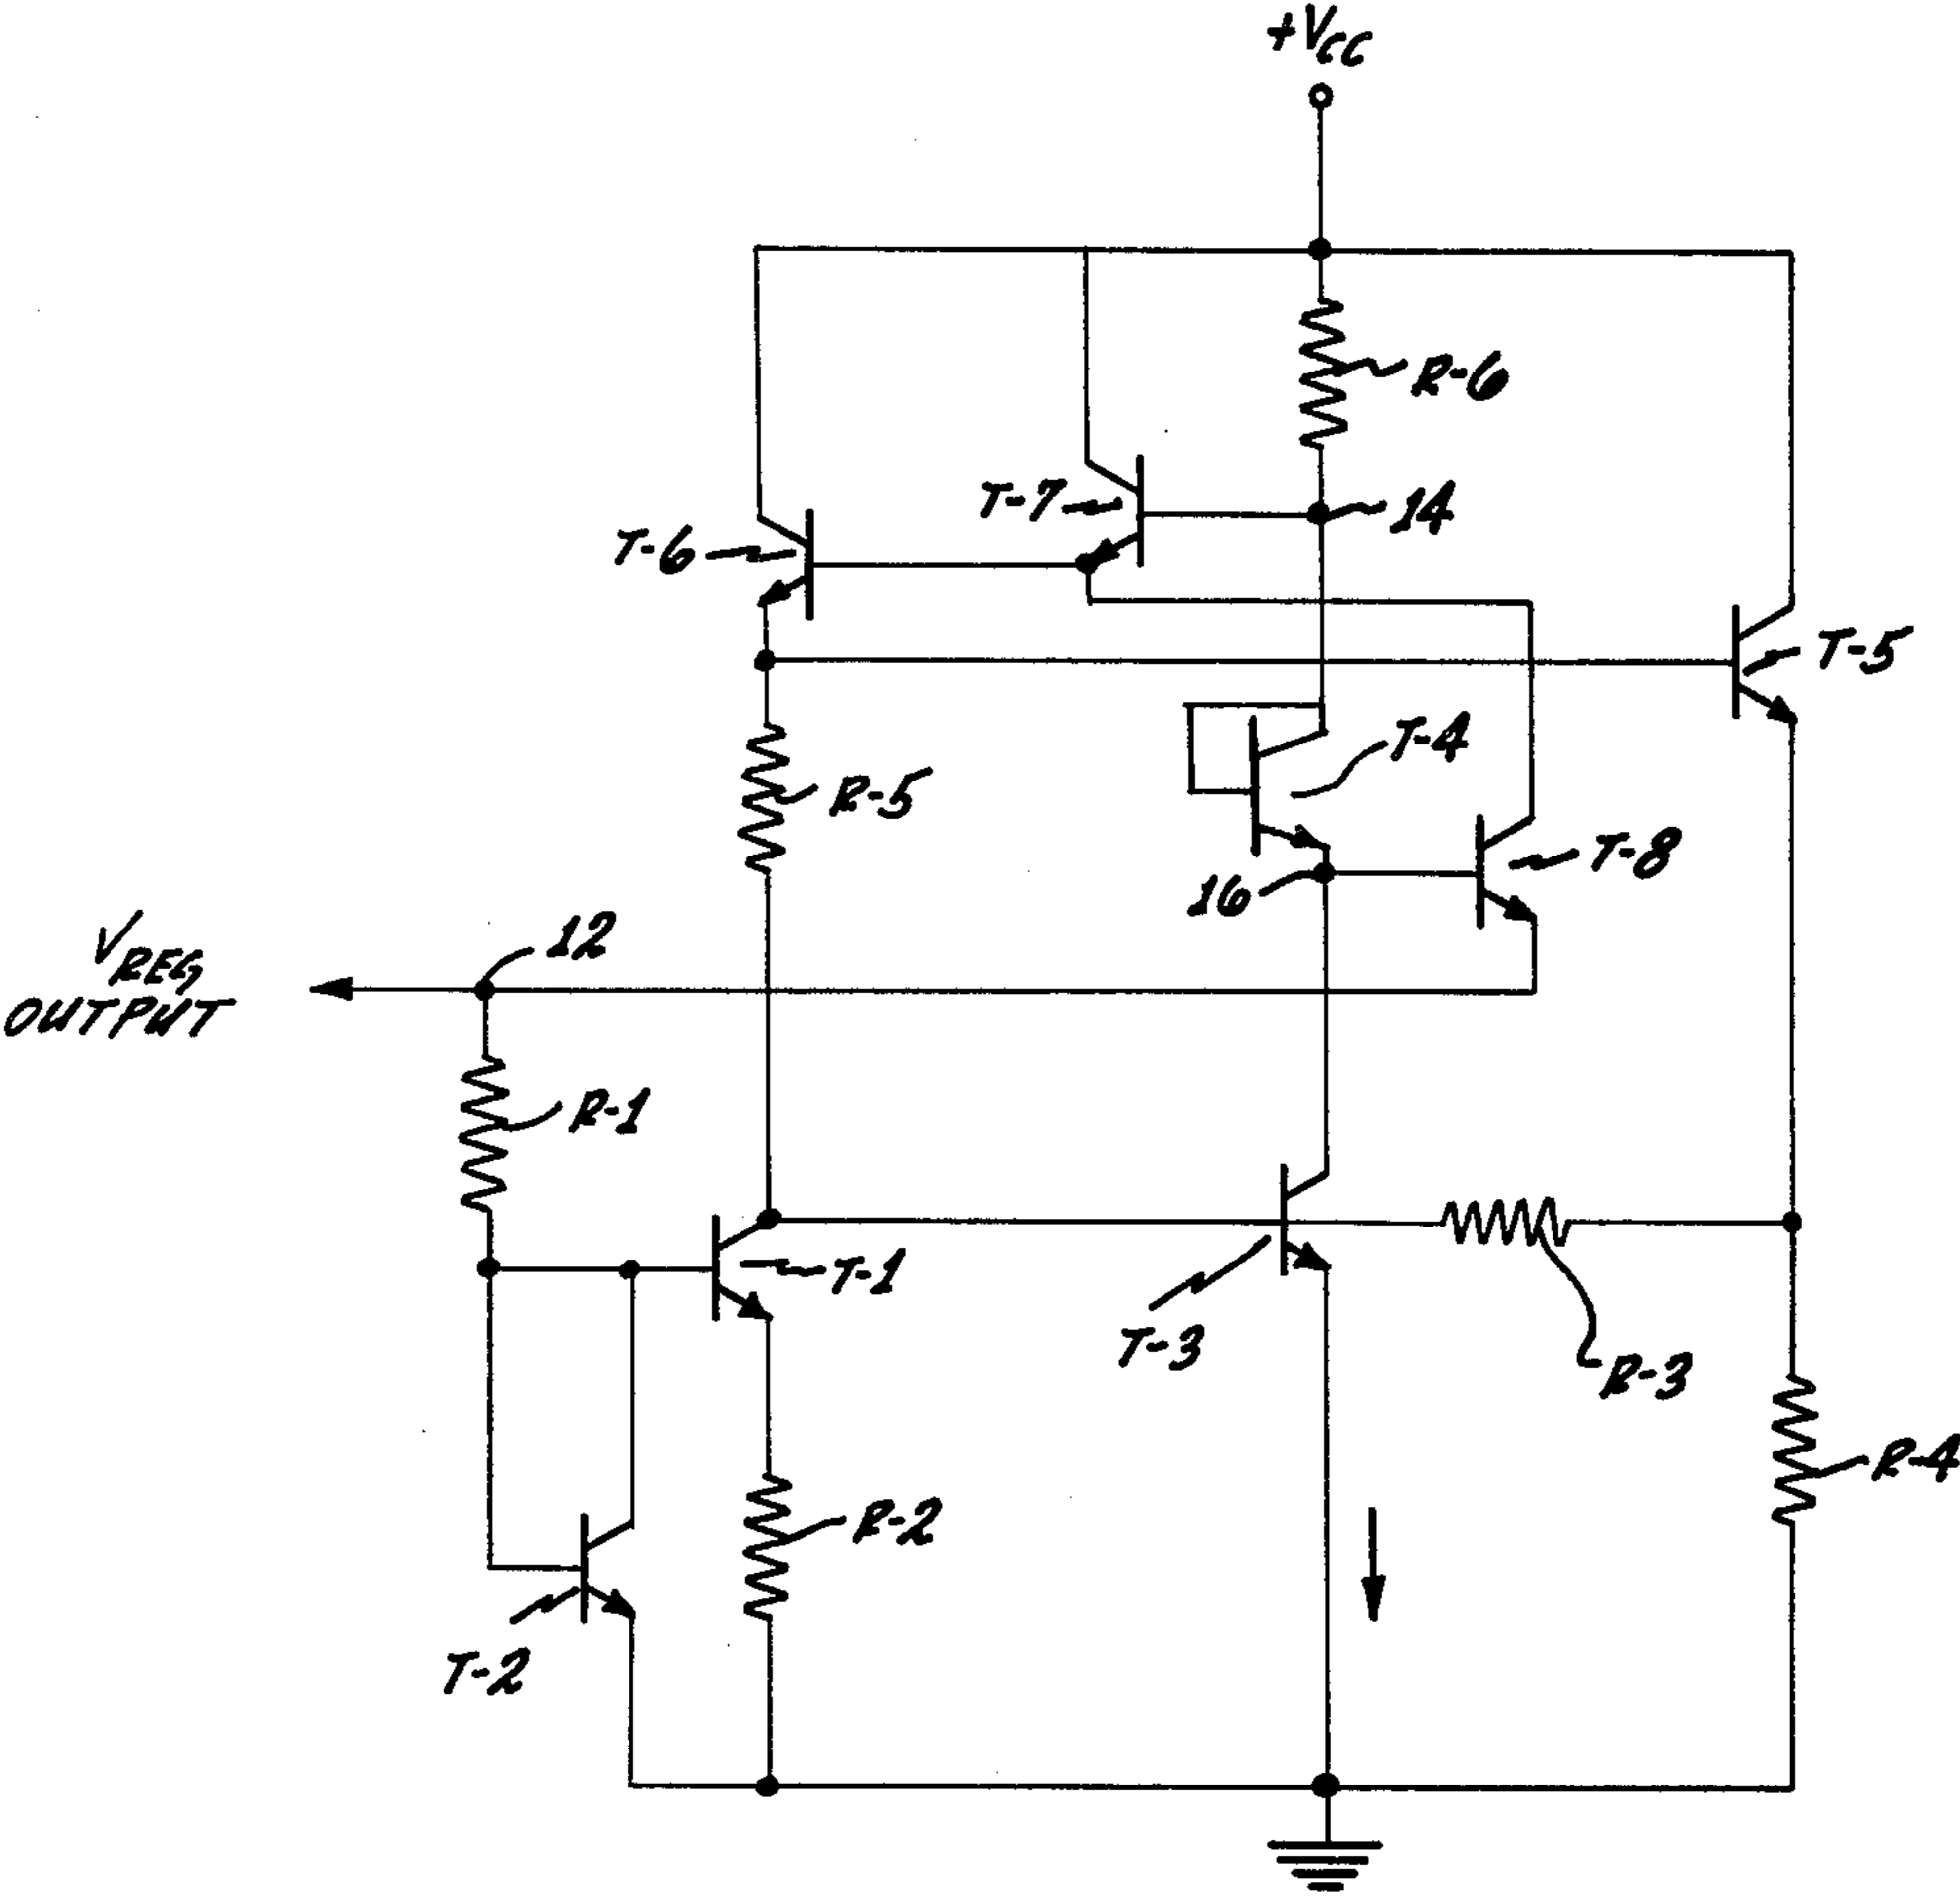 +VCC
R-6
T-7
14
T-6
T-5
T-4
R-5
T-8
16
12
VREG
OUTPUT
R-1
T-1
T-3
R-3
R-4
R-2
T-2